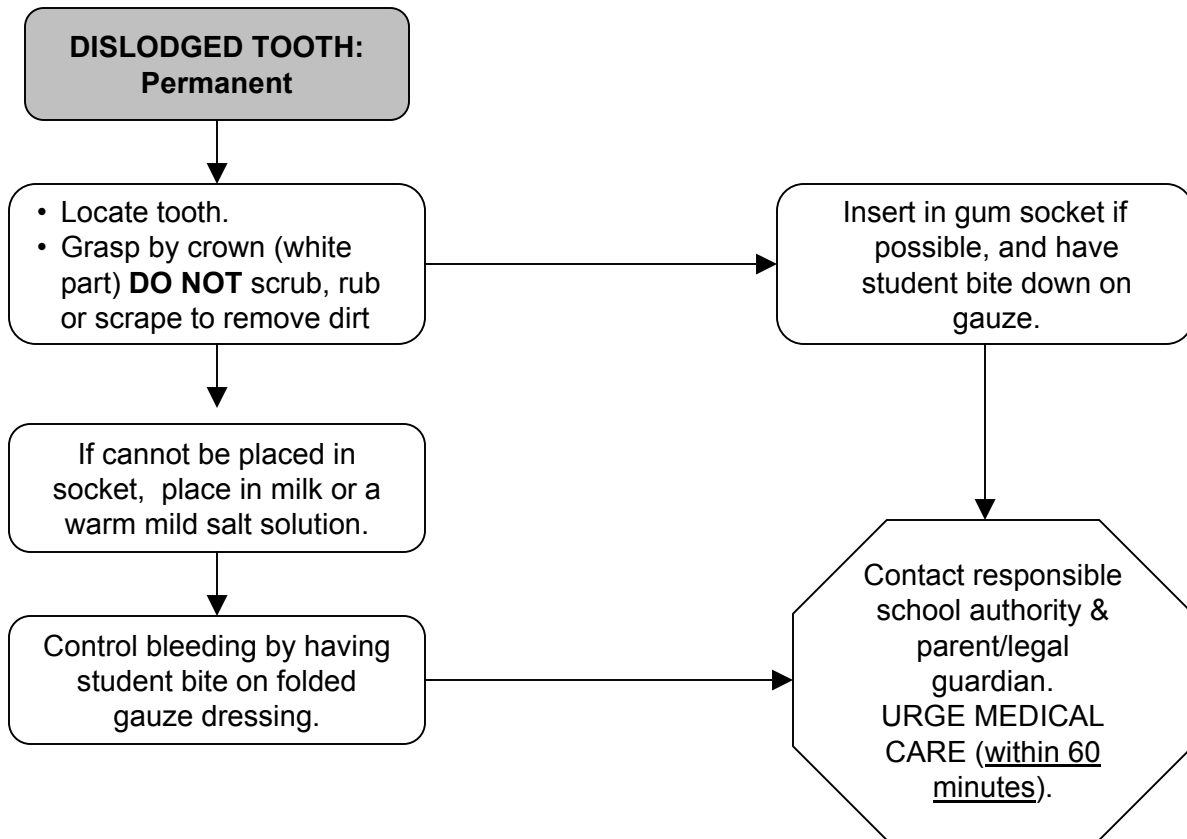 DISLODGED TOOTH:
Permanent
• Locate tooth.
• Grasp by crown (white
part) DO NOT scrub, rub
or scrape to remove dirt
Insert in gum socket if
possible, and have
student bite down on
gauze.
If cannot be placed in
socket, place in milk or a
warm mild salt solution.
Control bleeding by having
student bite on folded
gauze dressing.
Contact responsible
school authority &
parent/legal
guardian.
URGE MEDICAL
CARE (within 60
minutes).